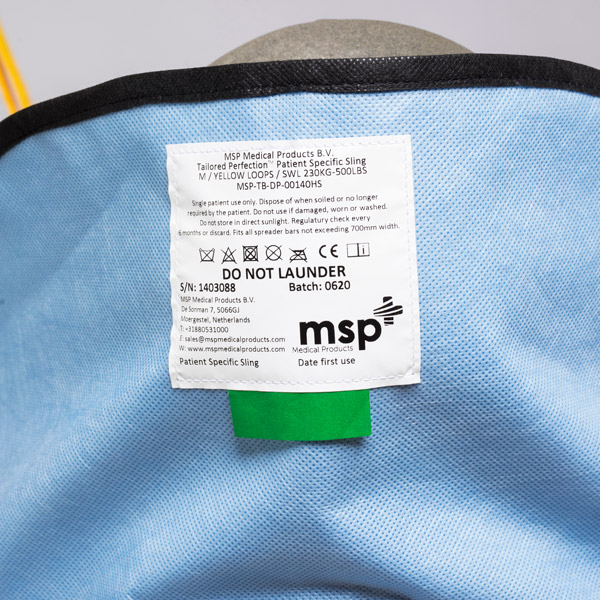 MSP Medical Products B.V.
Tailored Perfection™ Patient Specific Sling
M / YELLOW LOOPS / SWL 230KG-500LBS
MSP-TB-DP-00140HS
Single patient use only. Dispose of when soiled or no longer
required by the patient. Do not use if damaged, worn or washed.
Do not store in direct sunlight. Regulatury check every
6 months or discard. Fits all spreader bars not exceeding 700mm width.
CE
DO NOT LAUNDER
S/N: 1403088 Batch: 0620
MSP Medical Products B.V.
De Sonman 7, 5066GJ
Moergestel, Netherlands
T: +31880531000
E: sales@mspmedicalproducts.com
W: www.mspmedicalproducts.com
msp
Medical Products
Patient Specific Sling Date first use